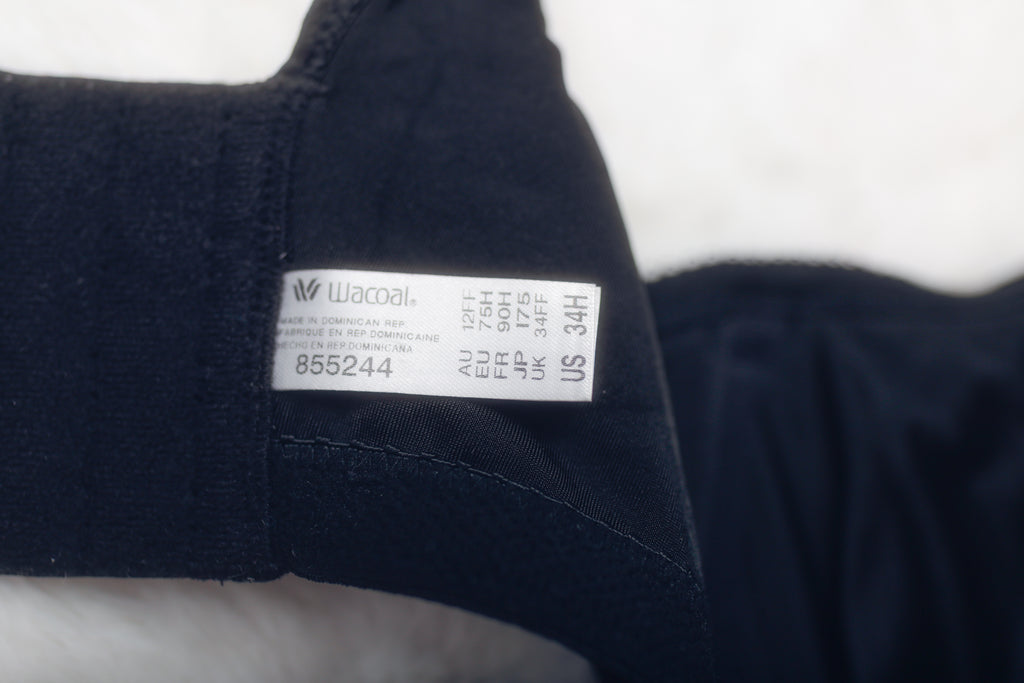 Wacoal®
MADE IN DOMINICAN REP.
FABRIQUE EN REP. DOMINICAINE
HECHO EN REP. DOMINICANA
855244
AU 12FF
EU 75H
FR 90H
JP I75
UK 34FF
US 34H